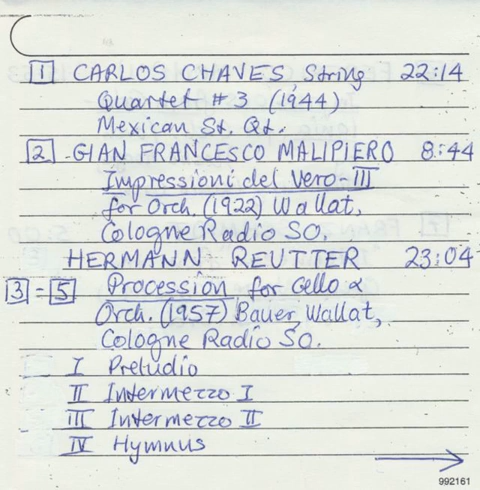 1 CARLOS CHAVES, String 22:14
Quartet # 3 (1944)
Mexican St. Qt.
2 - GIAN FRANCESCO MALIPIERO 8:44
Impressioni del Vero-III
for Orch. (1922) Wallat,
Cologne Radio SO.
HERMANN REUTTER 23:04
3 = 5 Procession for Cello &
Orch. (1957) Bauer, Wallat,
Cologne Radio SO.
I Preludio
II Intermezzo I
III Intermezzo II
IV Hymnus
992161